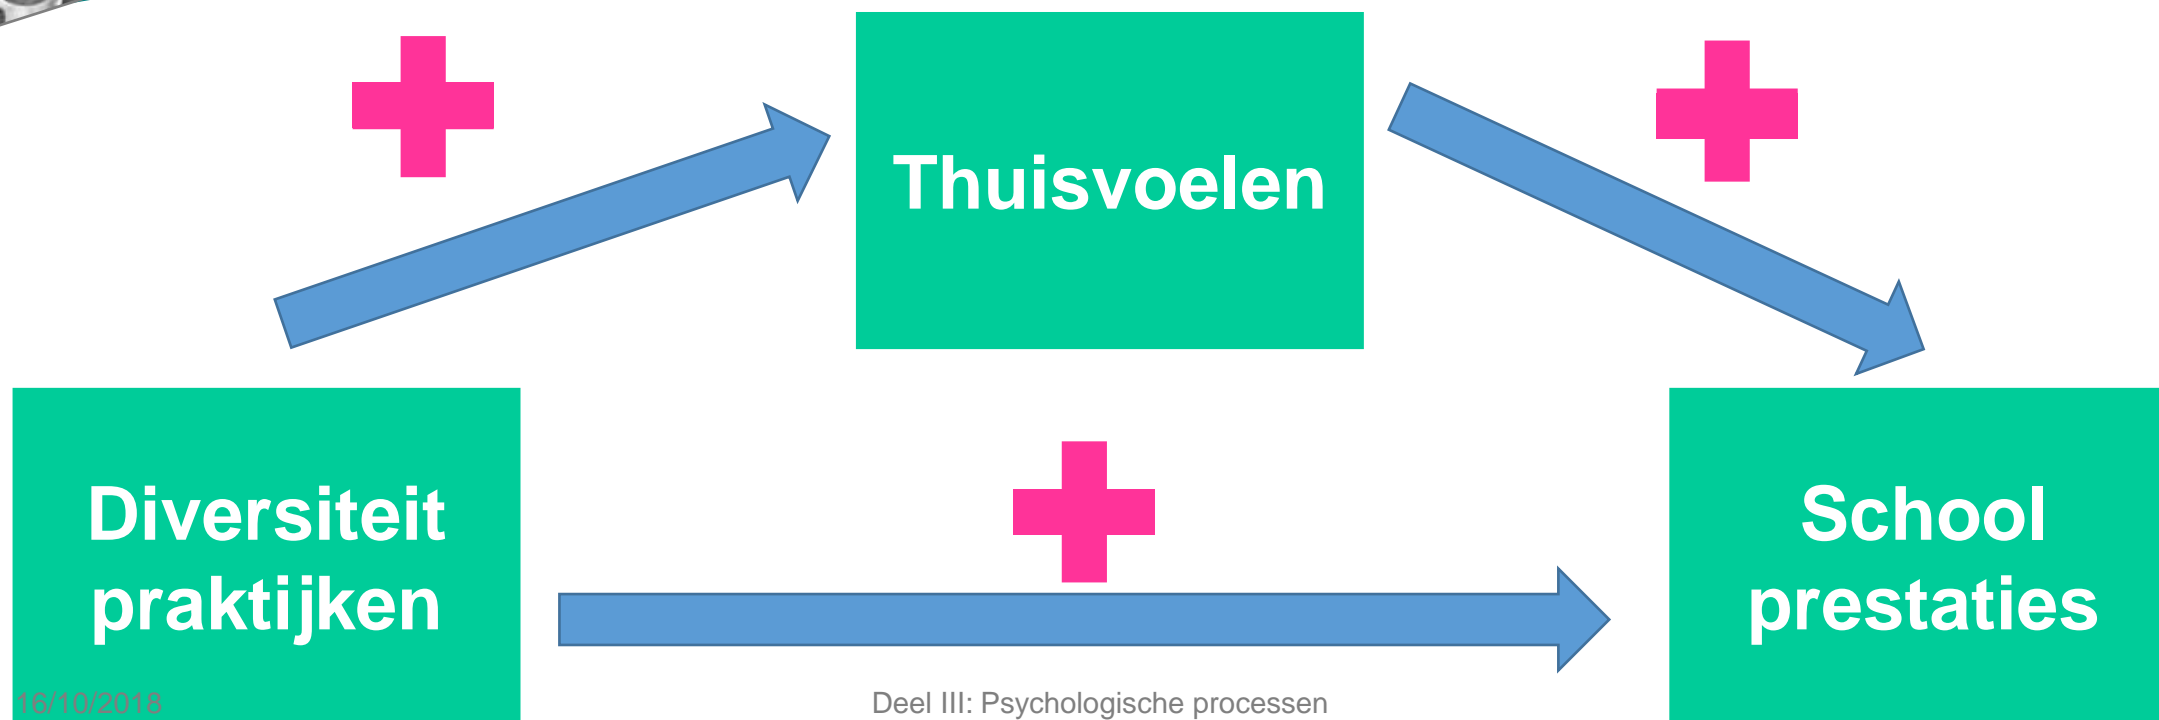 Thuisvoelen
Diversiteit
praktijken
School
prestaties
16/10/2018
Deel III: Psychologische processen